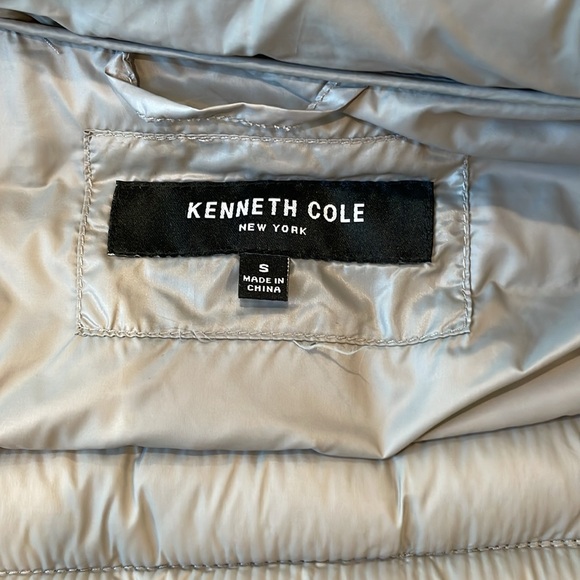 KENNETH COLE
NEW YORK
S
MADE IN
CHINA